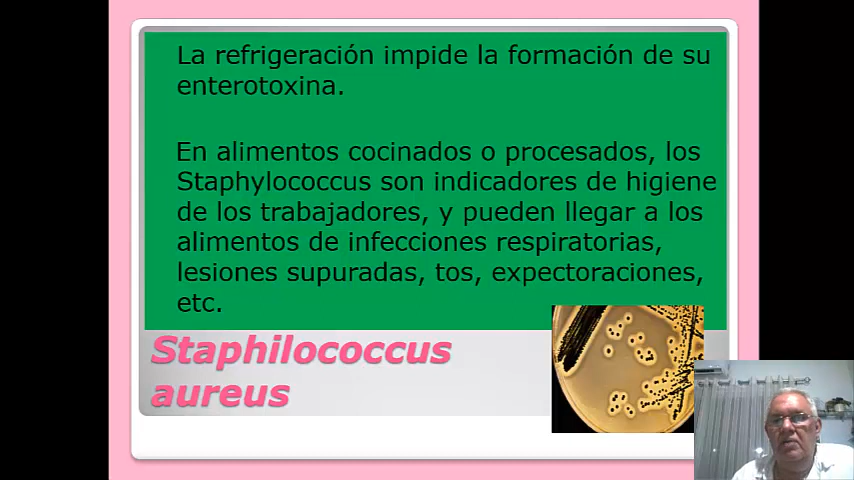 La refrigeración impide la formación de su
enterotoxina.
En alimentos cocinados o procesados, los
Staphylococcus son indicadores de higiene
de los trabajadores, y pueden llegar a los
alimentos de infecciones respiratorias,
lesiones supuradas, tos, expectoraciones,
etc.
Staphilococcus
aureus